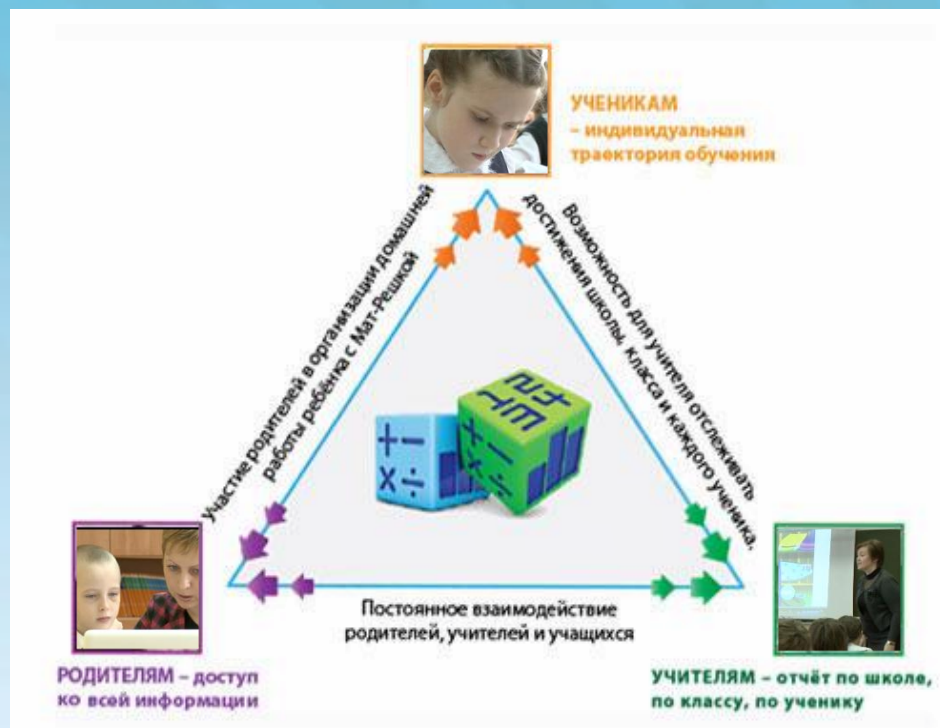 УЧЕНИКАМ
– индивидуальная
траектория обучения
Участие родителей в организации домашней
работы ребёнка с Мат-Решкой
Возможность для учителя отслеживать
достижения школы, класса и каждого ученика.
Постоянное взаимодействие
родителей, учителей и учащихся
РОДИТЕЛЯМ – доступ
ко всей информации
УЧИТЕЛЯМ – отчёт по школе,
по классу, по ученику